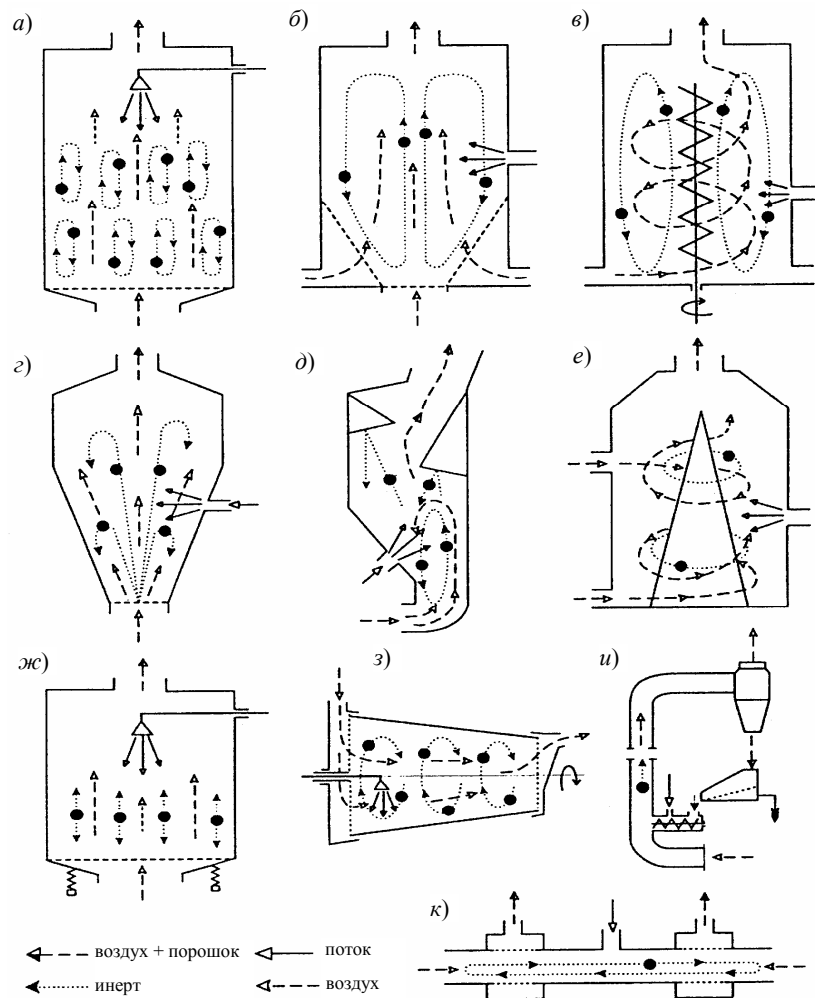 а) б) в)
г) д) е)
ж) з) и)
к)
воздух + порошок поток
инерт воздух